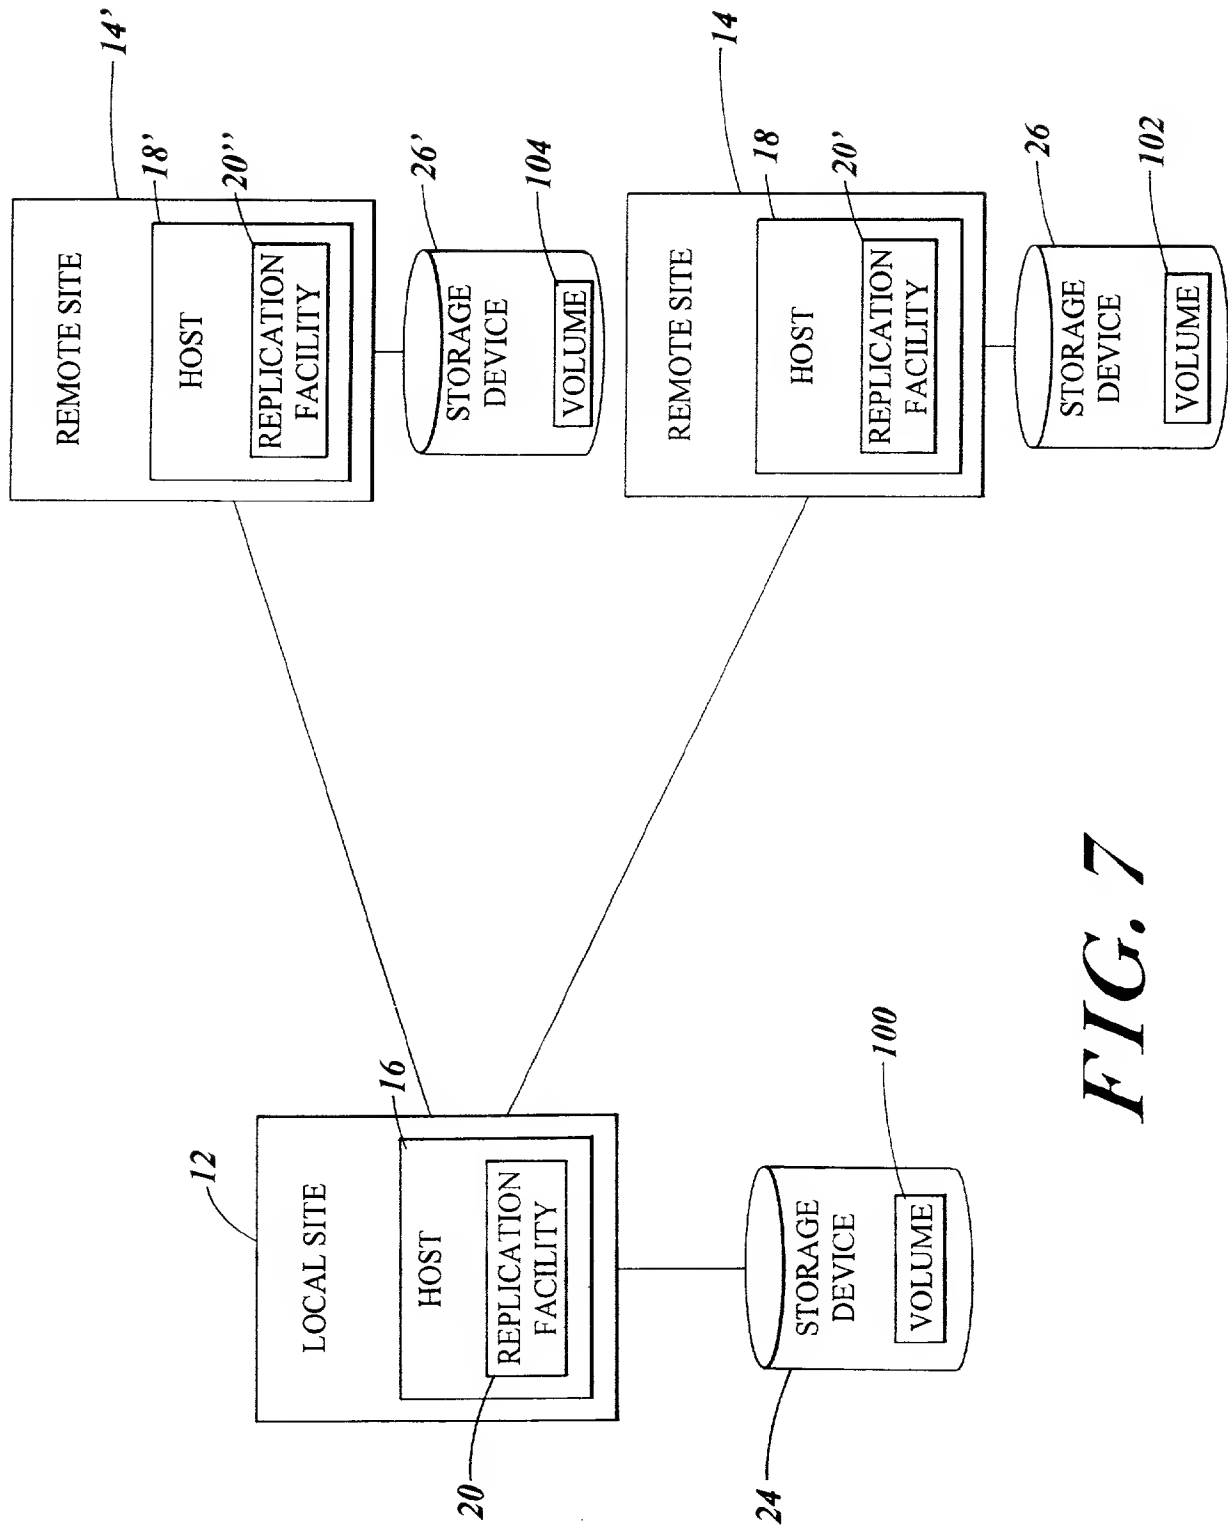 14'
REMOTE SITE
18'
HOST
20''
REPLICATION
FACILITY
26'
STORAGE
DEVICE
104
VOLUME
14
REMOTE SITE
18
HOST
20'
REPLICATION
FACILITY
26
STORAGE
DEVICE
102
VOLUME
12
LOCAL SITE
16
HOST
REPLICATION
FACILITY
20
STORAGE
DEVICE
100
VOLUME
24
FIG. 7